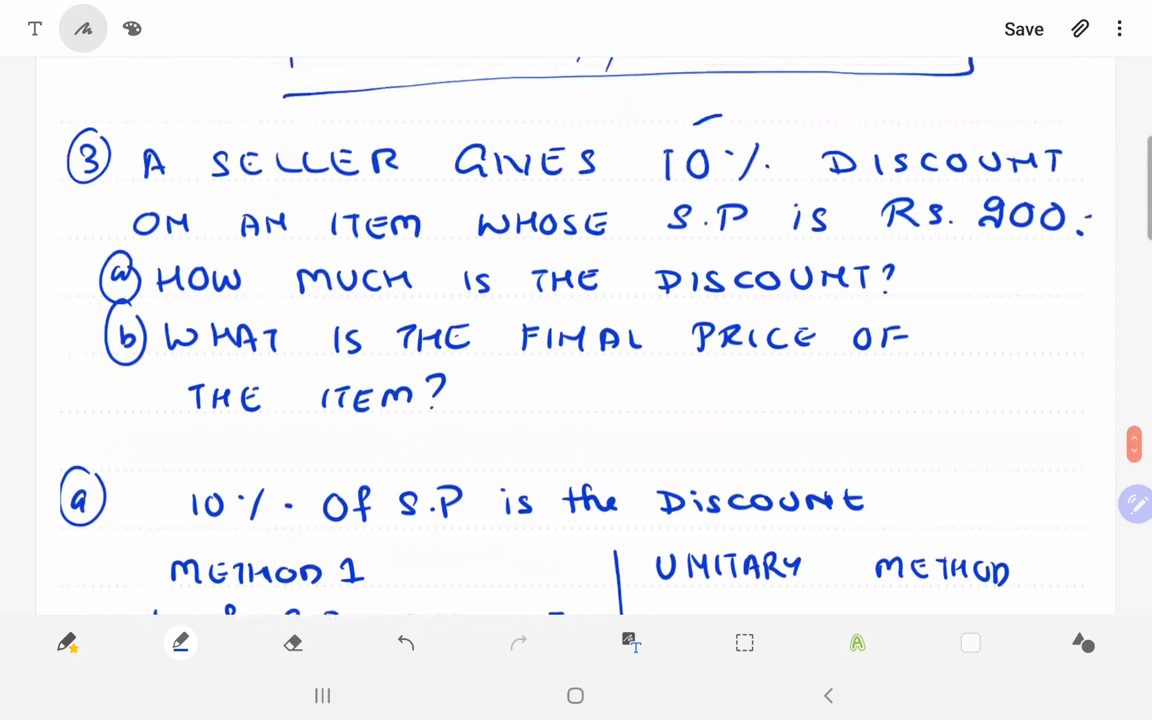 T Save
③ A SELLER GIVES 10% DISCOUNT
ON AN ITEM WHOSE S.P is RS. 900:
ⓐ HOW MUCH IS THE DISCOUNT?
ⓑ WHAT IS THE FINAL PRICE OF
THE ITEM?
ⓐ 10% of S.P is the DISCOUNT
METHOD 1 UNITARY METHOD